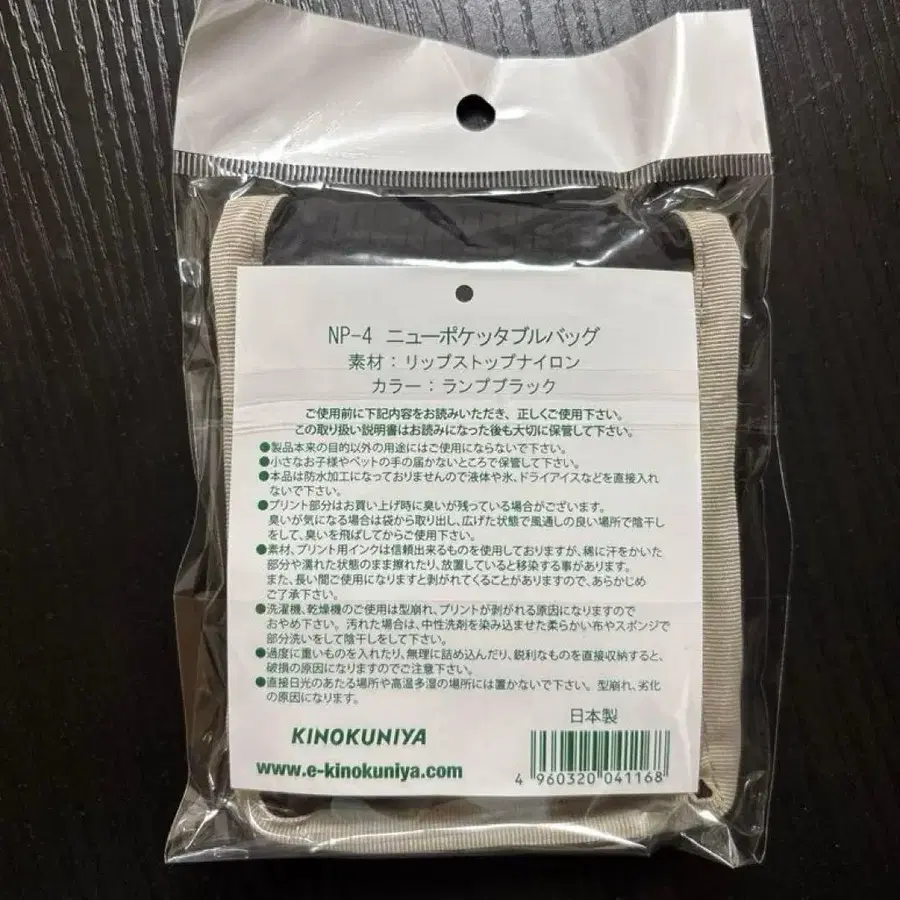 NP-4 ニューポケッタブルバッグ
素材：リップストップナイロン
カラー：ランプブラック
ご使用前に下記内容をお読みいただき、正しくご使用下さい。
この取り扱い説明書はお読みになった後も大切に保管して下さい。
●製品本来の目的以外の用途にはご使用にならないで下さい。
●小さなお子様やペットの手の届かないところで保管して下さい。
●本品は防水加工になっておりませんので液体や氷、ドライアイスなどを直接入れ
ないで下さい。
●プリント部分はお買い上げ時に臭いが残っている場合がございます。
臭いが気になる場合は袋から取り出し、広げた状態で風通しの良い場所で陰干し
をして、臭いを飛ばしてからご使用下さい。
●素材、プリント用インクは信頼出来るものを使用しておりますが、稀に汗をかいた
部分や濡れた状態のまま擦れたり、放置していると移染する事があります。
また、長い間ご使用になりますと剥がれてくることがありますので、あらかじめ
ご了承下さい。
●洗濯機、乾燥機のご使用は型崩れ、プリントが剥がれる原因になりますので
おやめ下さい。汚れた場合は、中性洗剤を染み込ませた柔らかい布やスポンジで
部分洗いをして陰干しをして下さい。
●過度に重いものを入れたり、無理に詰め込んだり、鋭利なものを直接収納すると、
破損の原因になりますのでご注意下さい。
●直接日光のあたる場所や高温多湿の場所には置かないで下さい。型崩れ、劣化
の原因になります。
日本製
KINOKUNIYA
www.e-kinokuniya.com
4 960320 041168